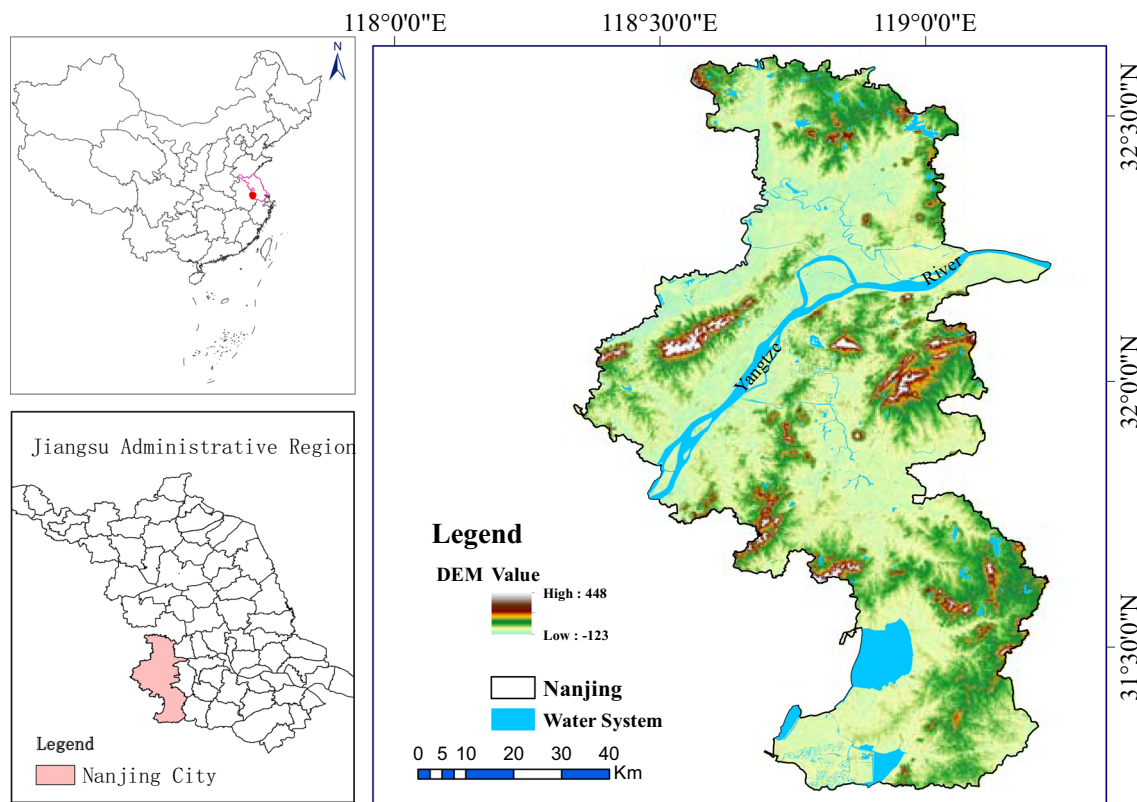 118°0'0"E
118°30'0"E
119°0'0"E
N
32°30'0"N
32°0'0"N
31°30'0"N
River
Yangtze
Jiangsu Administrative Region
Legend
Nanjing City
Legend
DEM Value
High : 448
Low : -123
Nanjing
Water System
0 5 10 20 30 40
Km